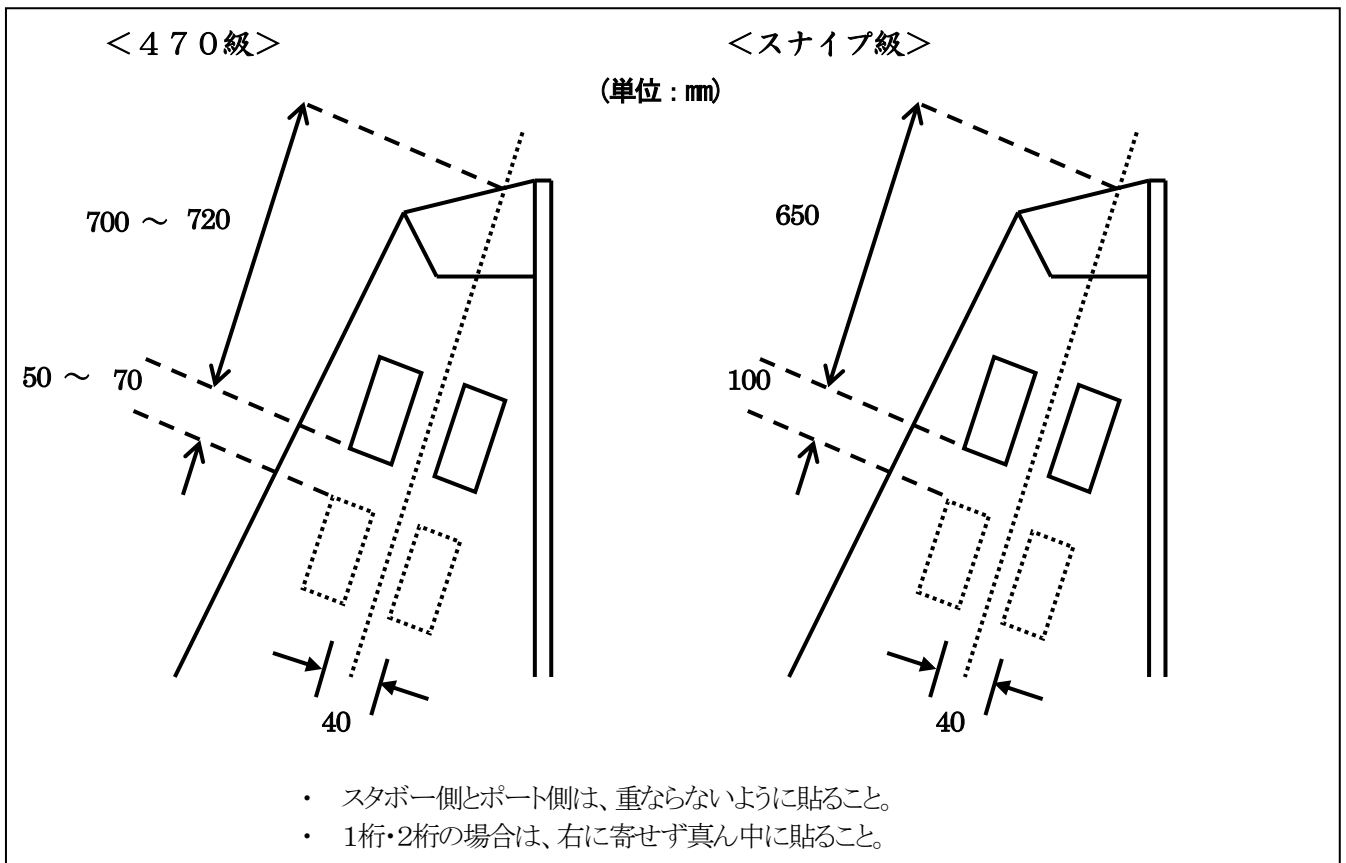 ＜４７０級＞
＜スナイプ級＞
(単位：㎜)
700 ～ 720
650
50 ～ 70
100
40
40
・ スタボー側とポート側は、重ならないように貼ること。
・ 1桁・2桁の場合は、右に寄せず真ん中に貼ること。